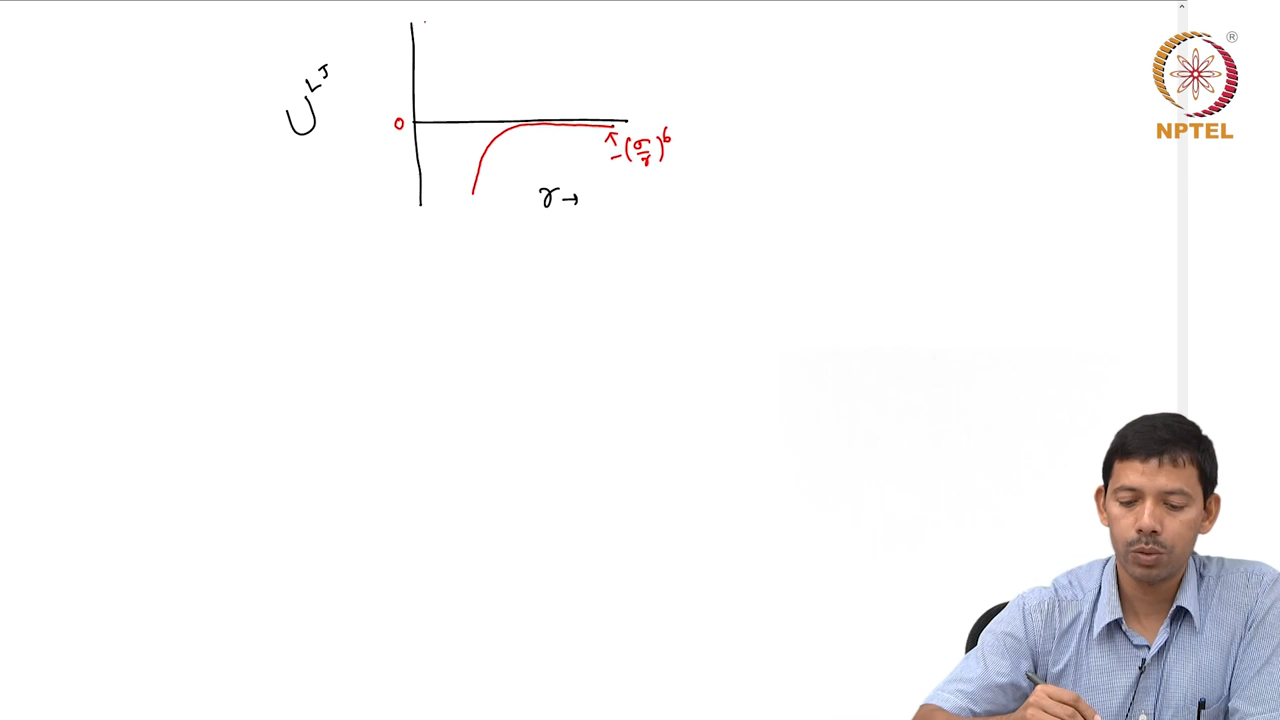 U^{LJ}
0
-(σ/r)^6
r →
®
NPTEL